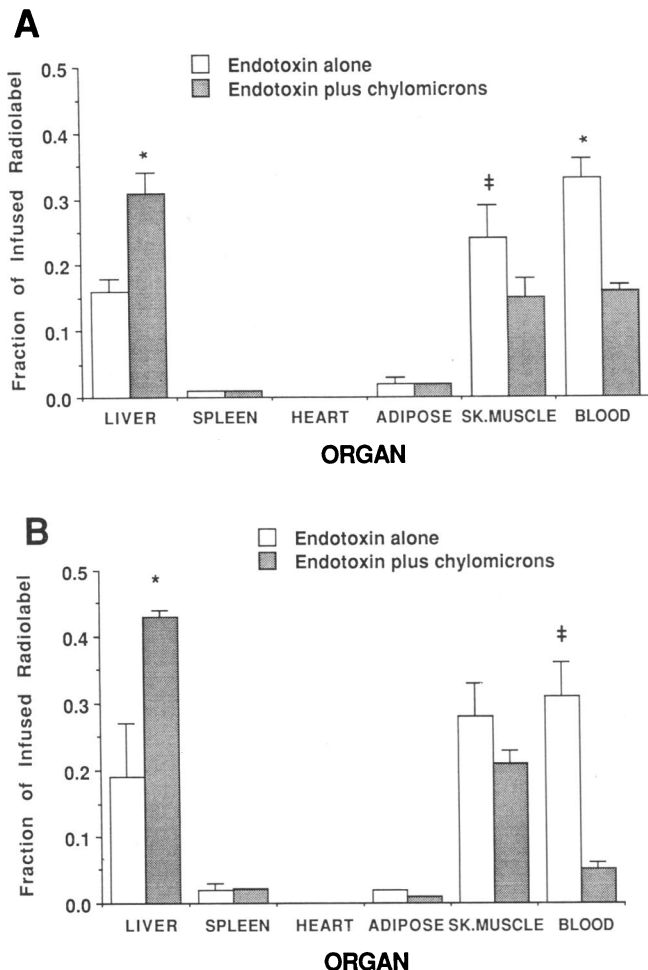 A
Endotoxin alone
Endotoxin plus chylomicrons
Fraction of Infused Radiolabel
0.5
0.4
0.3
0.2
0.1
0.0
*
‡
*
LIVER SPLEEN HEART ADIPOSE SK.MUSCLE BLOOD
ORGAN
B
Endotoxin alone
Endotoxin plus chylomicrons
Fraction of Infused Radiolabel
0.5
0.4
0.3
0.2
0.1
0.0
*
‡
LIVER SPLEEN HEART ADIPOSE SK.MUSCLE BLOOD
ORGAN